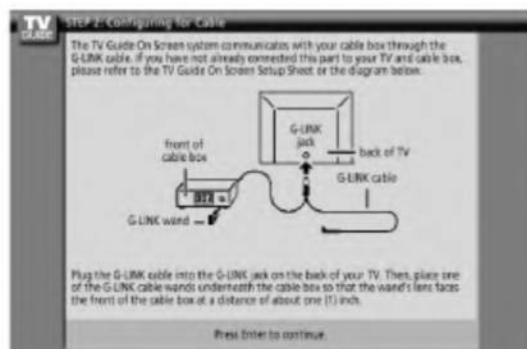 TV
GUIDE
STEP 2: Configuring for Cable
The TV Guide On Screen system communicates with your cable box through the
G-LINK cable. If you have not already connected this part to your TV and cable box,
please refer to the TV Guide On Screen Setup Sheet or the diagram below.
G-LINK
jack
front of
cable box
back of TV
G-LINK cable
G-LINK wand
Plug the G-LINK cable into the G-LINK jack on the back of your TV. Then, place one
of the G-LINK cable wands underneath the cable box so that the wand's lens faces
the front of the cable box at a distance of about one (1) inch.
Press Enter to continue.